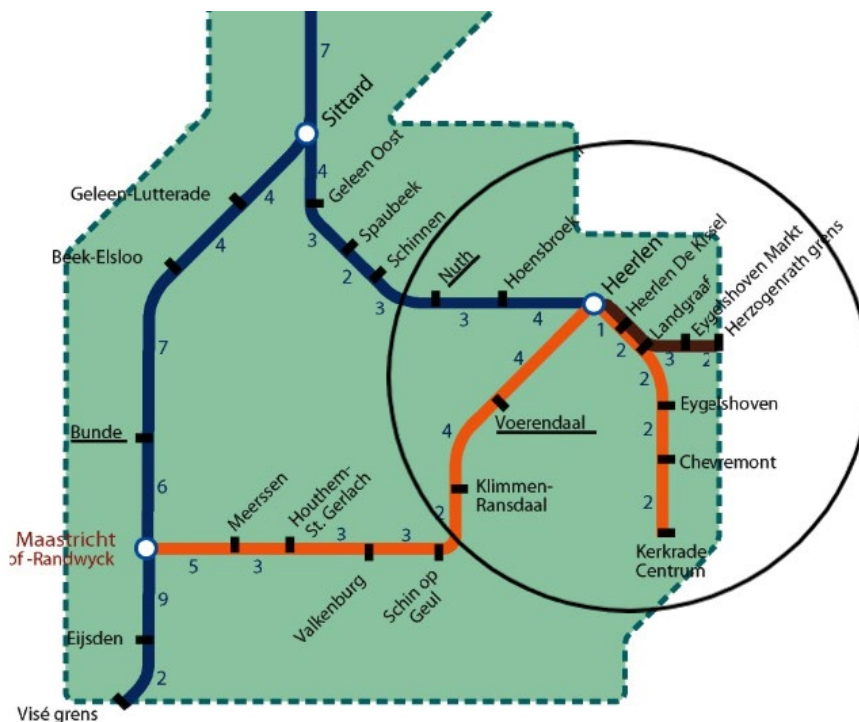 7
Sittard
4
Geleen Oost
Geleen-Lutterade
4
3
Spaubeek
4
2
Schinnen
Beek-Elsloo
3
Nuth
3
Hoensbroek
4
Heerlen
1
Heerlen De Kissel
2
Landgraaf
3
Eygelshoven Markt
2
Herzogenrath grens
7
4
2
Eygelshoven
Voerendaal
Bunde
4
2
Chevremont
6
Klimmen-
Ransdaal
2
2
Kerkrade
Centrum
Maastricht
of -Randwyck
5
Meerssen
3
Houthem-
St. Gerlach
3
3
Valkenburg
Schin op
Geul
9
Eijsden
2
Visé grens